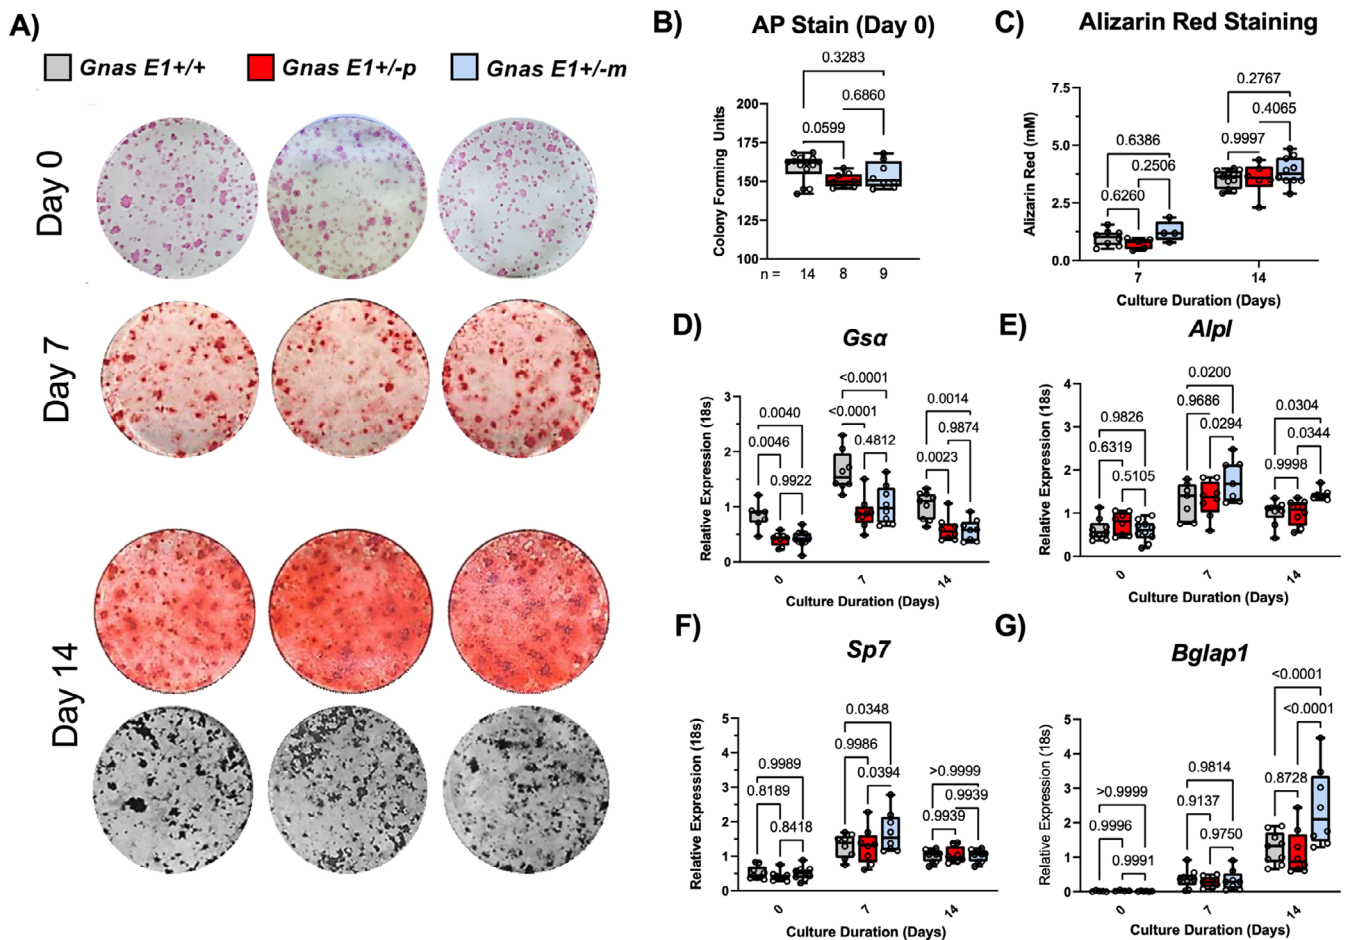 A)
Gnas E1+/+
Gnas E1+/-p
Gnas E1+/-m
Day 0
Day 7
Day 14
B)
AP Stain (Day 0)
0.3283
0.6860
0.0599
Colony Forming Units
200
175
150
125
100
n = 14 8 9
C)
Alizarin Red Staining
0.2767
0.4065
0.9997
0.6386
0.2506
0.6260
Alizarin Red (mM)
7.5
5.0
2.5
0.0
7 14
Culture Duration (Days)
D)
Gsα
<0.0001
<0.0001
0.4812
0.0040
0.0046
0.9922
0.0014
0.9874
0.0023
Relative Expression (18s)
3
2
1
0
0 7 14
Culture Duration (Days)
E)
Alpl
0.0200
0.9686
0.0294
0.9826
0.6319
0.5105
0.0304
0.0344
0.9998
Relative Expression (18s)
4
3
2
1
0
0 7 14
Culture Duration (Days)
F)
Sp7
0.0348
0.9986
0.0394
0.9989
0.8189
0.8418
>0.9999
0.9939
0.9939
Relative Expression (18s)
5
4
3
2
1
0
0 7 14
Culture Duration (Days)
G)
Bglap1
<0.0001
<0.0001
0.8728
0.9814
0.9137
0.9750
>0.9999
0.9996
0.9991
Relative Expression (18s)
5
4
3
2
1
0
0 7 14
Culture Duration (Days)